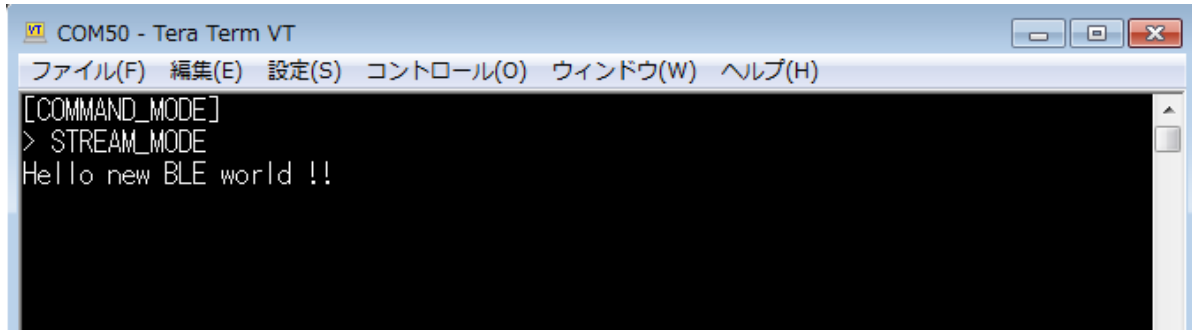 COM50 - Tera Term VT
ファイル(F) 編集(E) 設定(S) コントロール(O) ウィンドウ(W) ヘルプ(H)
[COMMAND_MODE]
> STREAM_MODE
Hello new BLE world !!